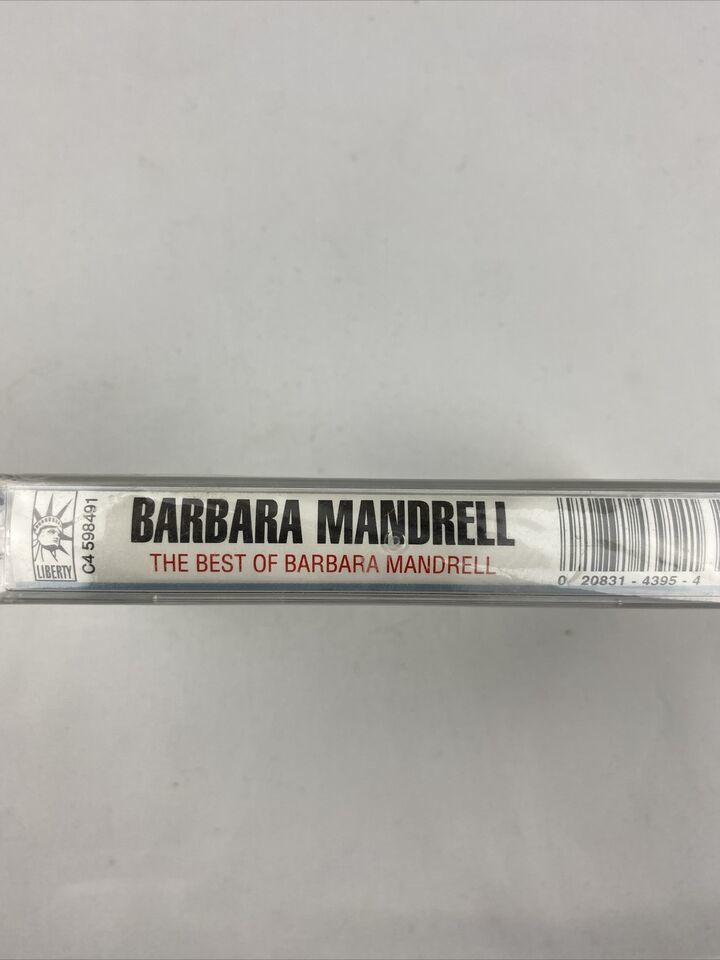 LIBERTY
C4 598491
BARBARA MANDRELL
THE BEST OF BARBARA MANDRELL
0 20831 - 4395 - 4